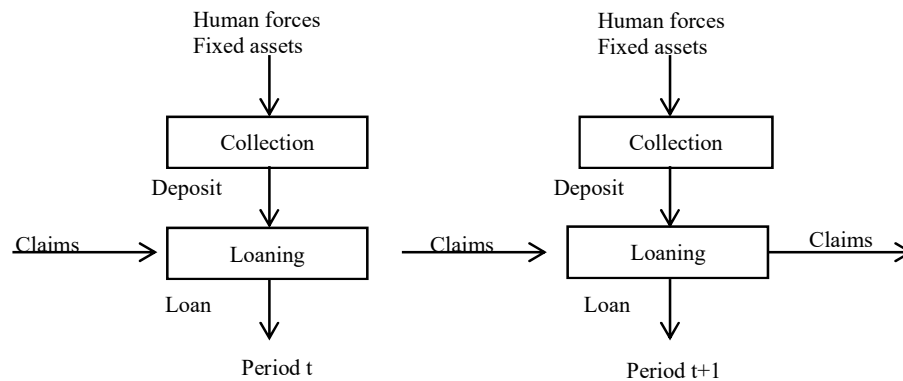 Human forces
Fixed assets
Collection
Deposit
Claims
Loaning
Loan
Period t
Human forces
Fixed assets
Collection
Deposit
Claims
Loaning
Claims
Loan
Period t+1